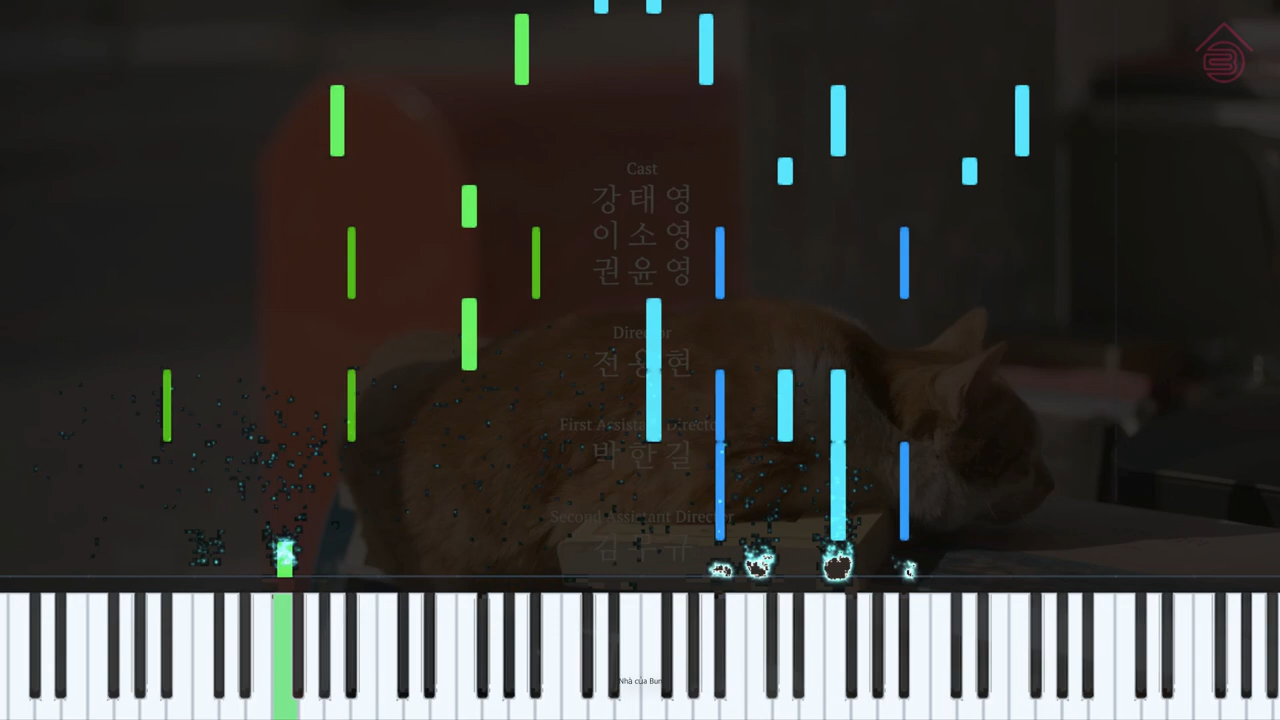 Cast
강태영
이소영
권윤영
Director
전용현
First Assistant Director
박한길
Second Assistant Director
Nhà của Bun